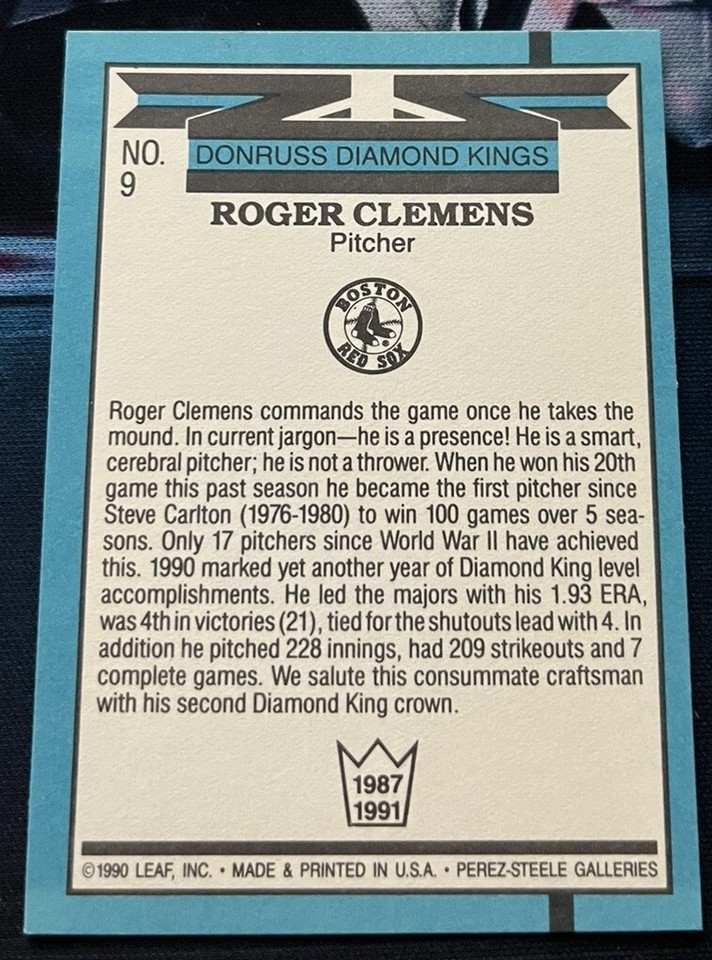 NO.
9
DONRUSS DIAMOND KINGS
ROGER CLEMENS
Pitcher
BOSTON
RED SOX
®
Roger Clemens commands the game once he takes the
mound. In current jargon—he is a presence! He is a smart,
cerebral pitcher; he is not a thrower. When he won his 20th
game this past season he became the first pitcher since
Steve Carlton (1976-1980) to win 100 games over 5 sea-
sons. Only 17 pitchers since World War II have achieved
this. 1990 marked yet another year of Diamond King level
accomplishments. He led the majors with his 1.93 ERA,
was 4th in victories (21), tied for the shutouts lead with 4. In
addition he pitched 228 innings, had 209 strikeouts and 7
complete games. We salute this consummate craftsman
with his second Diamond King crown.
1987
1991
©1990 LEAF, INC. • MADE & PRINTED IN U.S.A. • PEREZ-STEELE GALLERIES